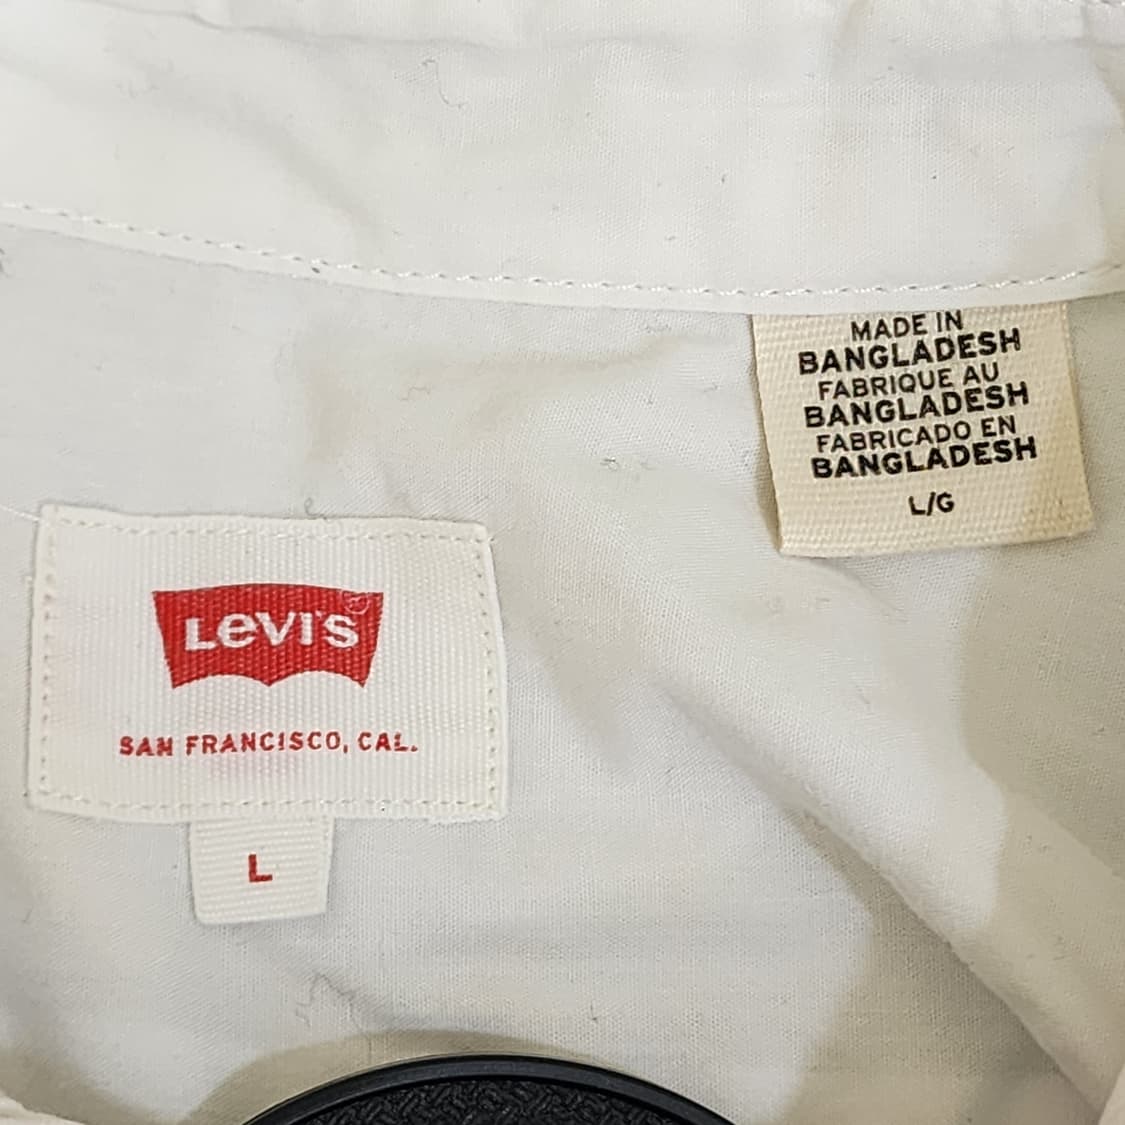 MADE IN
BANGLADESH
FABRIQUE AU
BANGLADESH
FABRICADO EN
BANGLADESH
L/G
Levi's
SAN FRANCISCO, CAL.
L